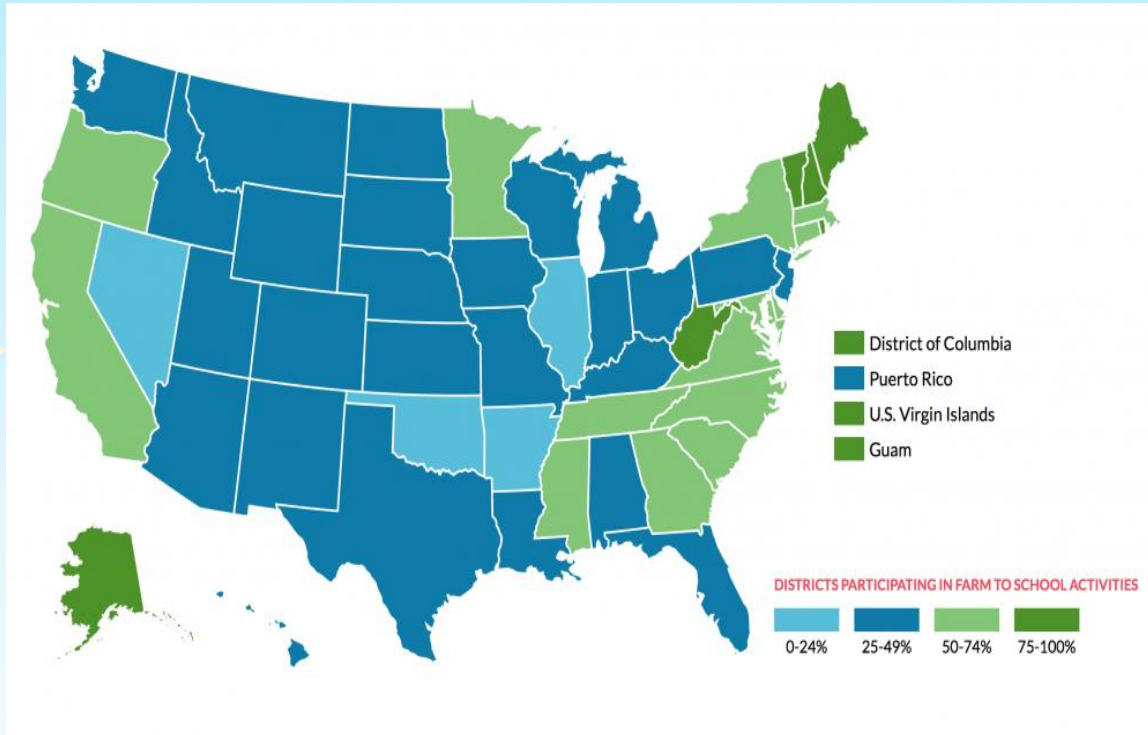 District of Columbia
Puerto Rico
U.S. Virgin Islands
Guam
DISTRICTS PARTICIPATING IN FARM TO SCHOOL ACTIVITIES
0-24% 25-49% 50-74% 75-100%